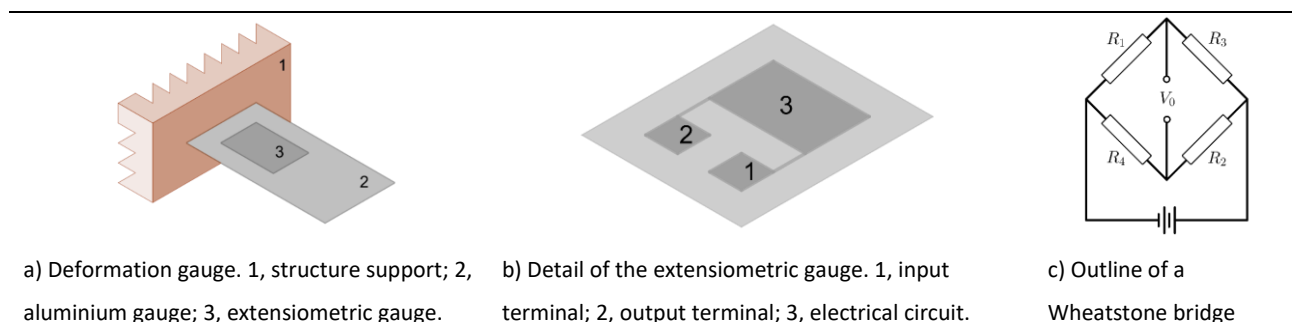 1
3
2
3
2
1
R₁
R₃
V₀
R₄
R₂
a) Deformation gauge. 1, structure support; 2,
aluminium gauge; 3, extensiometric gauge.
b) Detail of the extensiometric gauge. 1, input
terminal; 2, output terminal; 3, electrical circuit.
c) Outline of a
Wheatstone bridge